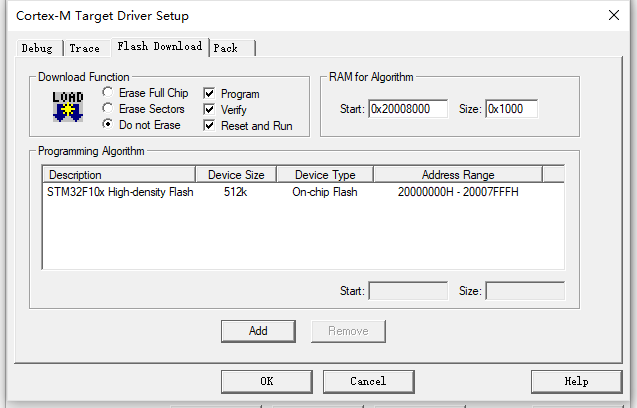 Cortex-M Target Driver Setup
Debug Trace Flash Download Pack
Download Function
LOAD
Erase Full Chip Program
Erase Sectors Verify
Do not Erase Reset and Run
RAM for Algorithm
Start: 0x20008000 Size: 0x1000
Programming Algorithm
Description Device Size Device Type Address Range
STM32F10x High-density Flash 512k On-chip Flash 20000000H - 20007FFFH
Start: Size:
Add Remove
OK Cancel Help